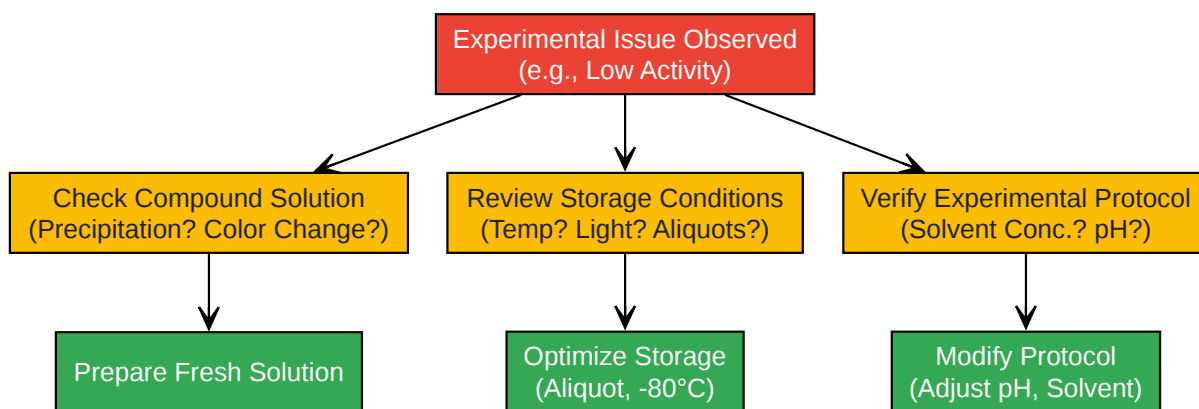 Experimental Issue Observed
(e.g., Low Activity)
Check Compound Solution
(Precipitation? Color Change?)
Review Storage Conditions
(Temp? Light? Aliquots?)
Verify Experimental Protocol
(Solvent Conc.? pH?)
Prepare Fresh Solution
Optimize Storage
(Aliquot, -80°C)
Modify Protocol
(Adjust pH, Solvent)